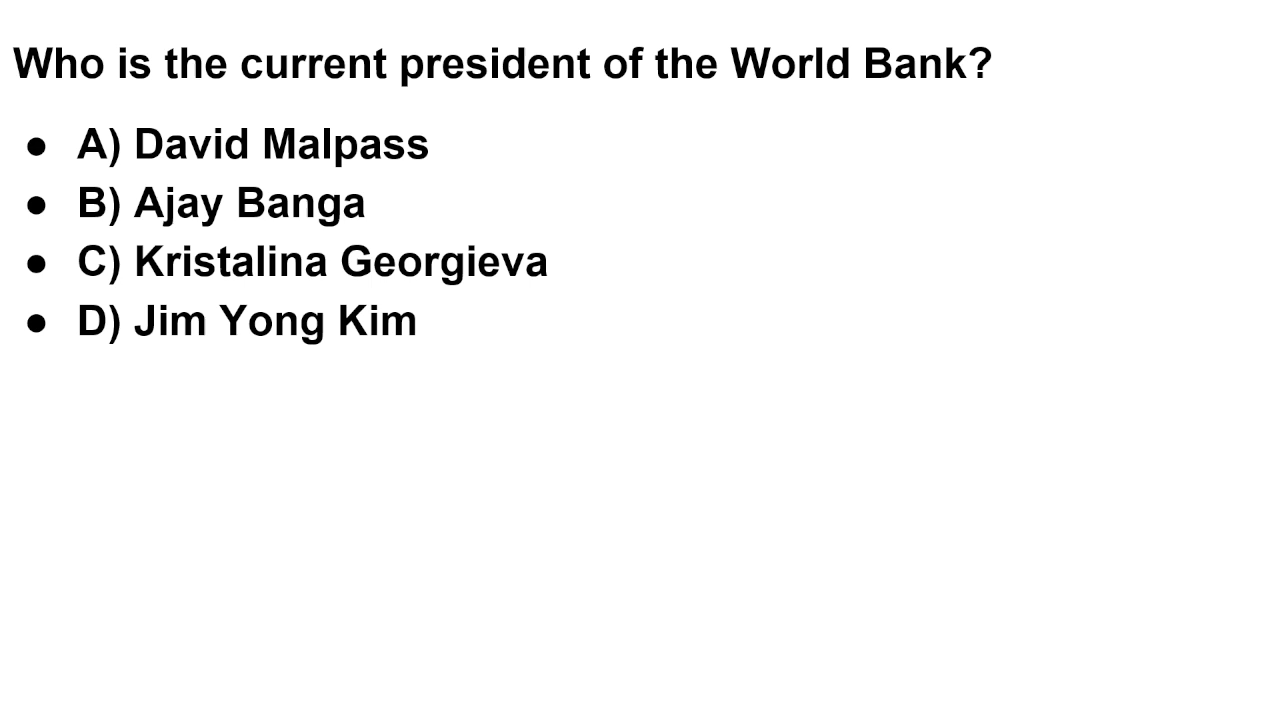 Who is the current president of the World Bank?
● A) David Malpass
● B) Ajay Banga
● C) Kristalina Georgieva
● D) Jim Yong Kim